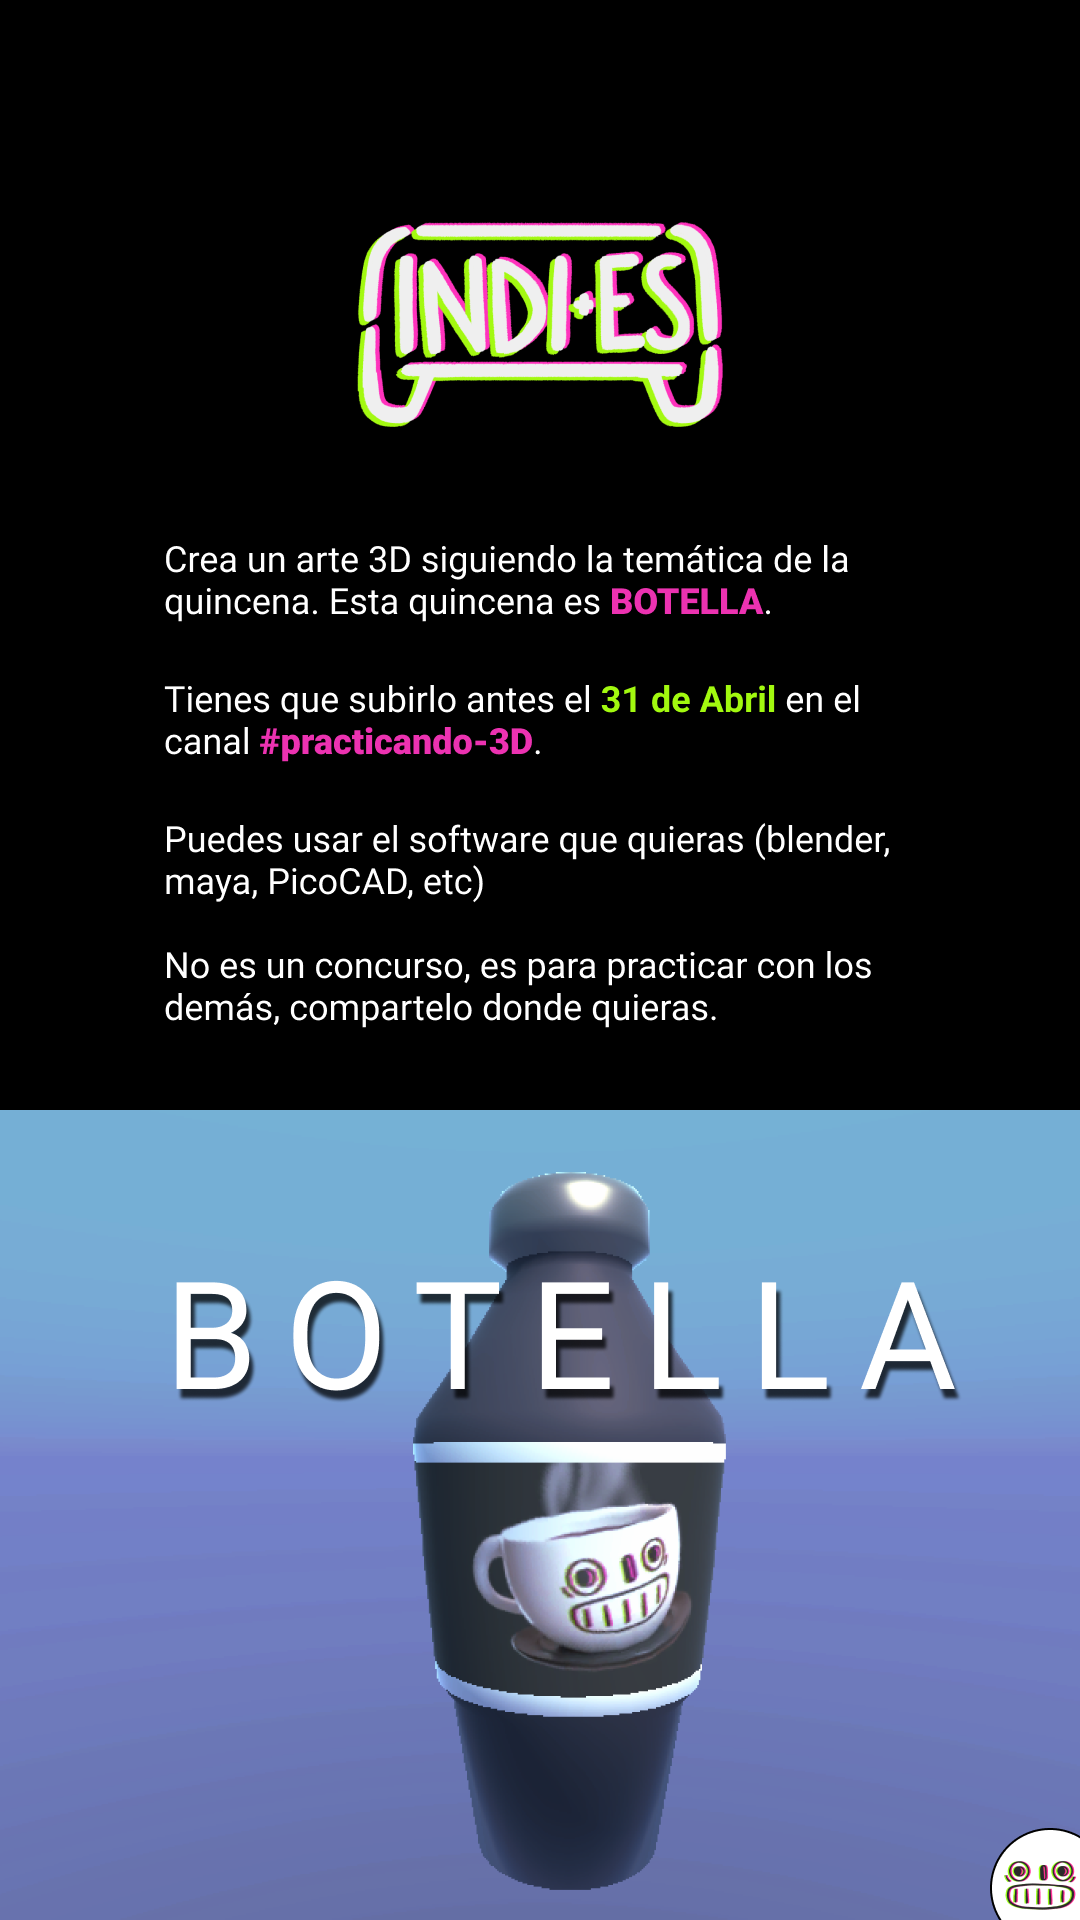 INDI·ES
Crea un arte 3D siguiendo la temática de la
quincena. Esta quincena es BOTELLA.
Tienes que subirlo antes el 31 de Abril en el
canal #practicando-3D.
Puedes usar el software que quieras (blender,
maya, PicoCAD, etc)
No es un concurso, es para practicar con los
demás, compartelo donde quieras.
BOTELLA